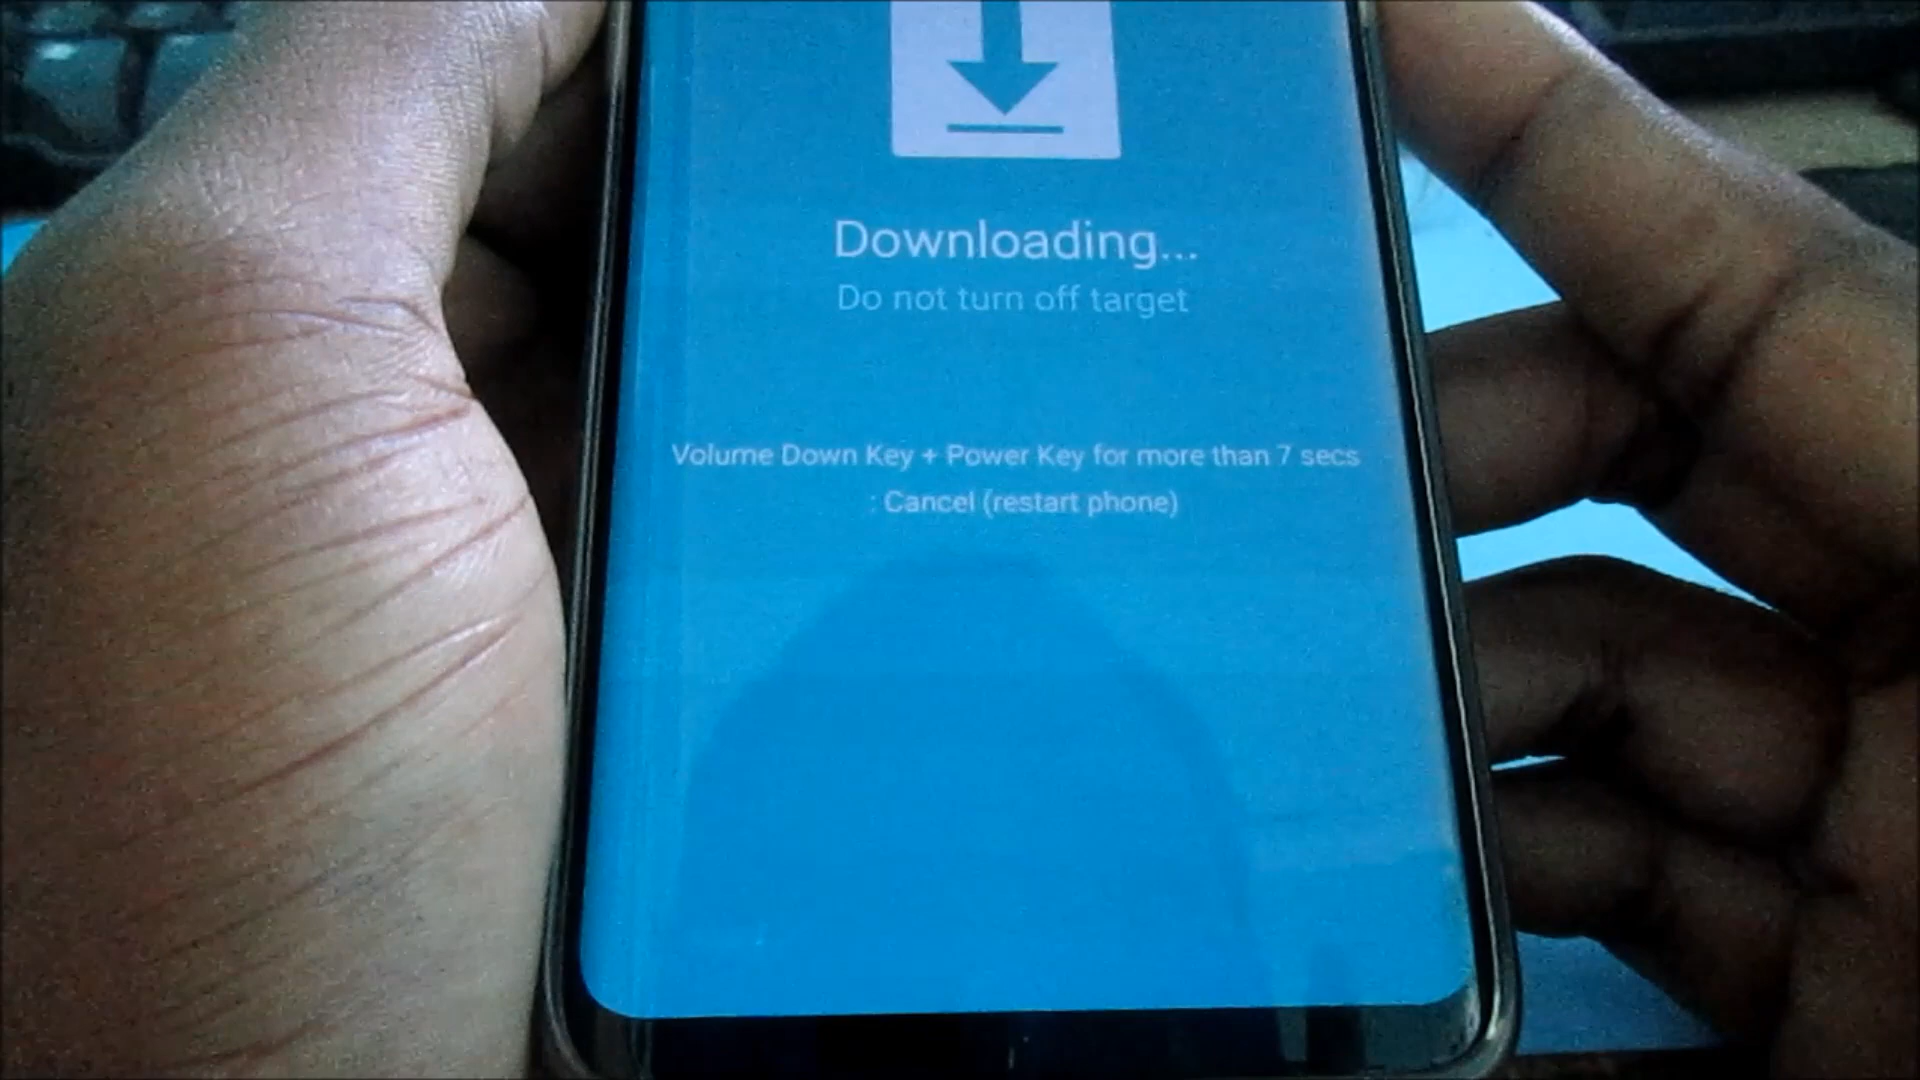 Downloading...
Do not turn off target
Volume Down Key + Power Key for more than 7 secs
: Cancel (restart phone)